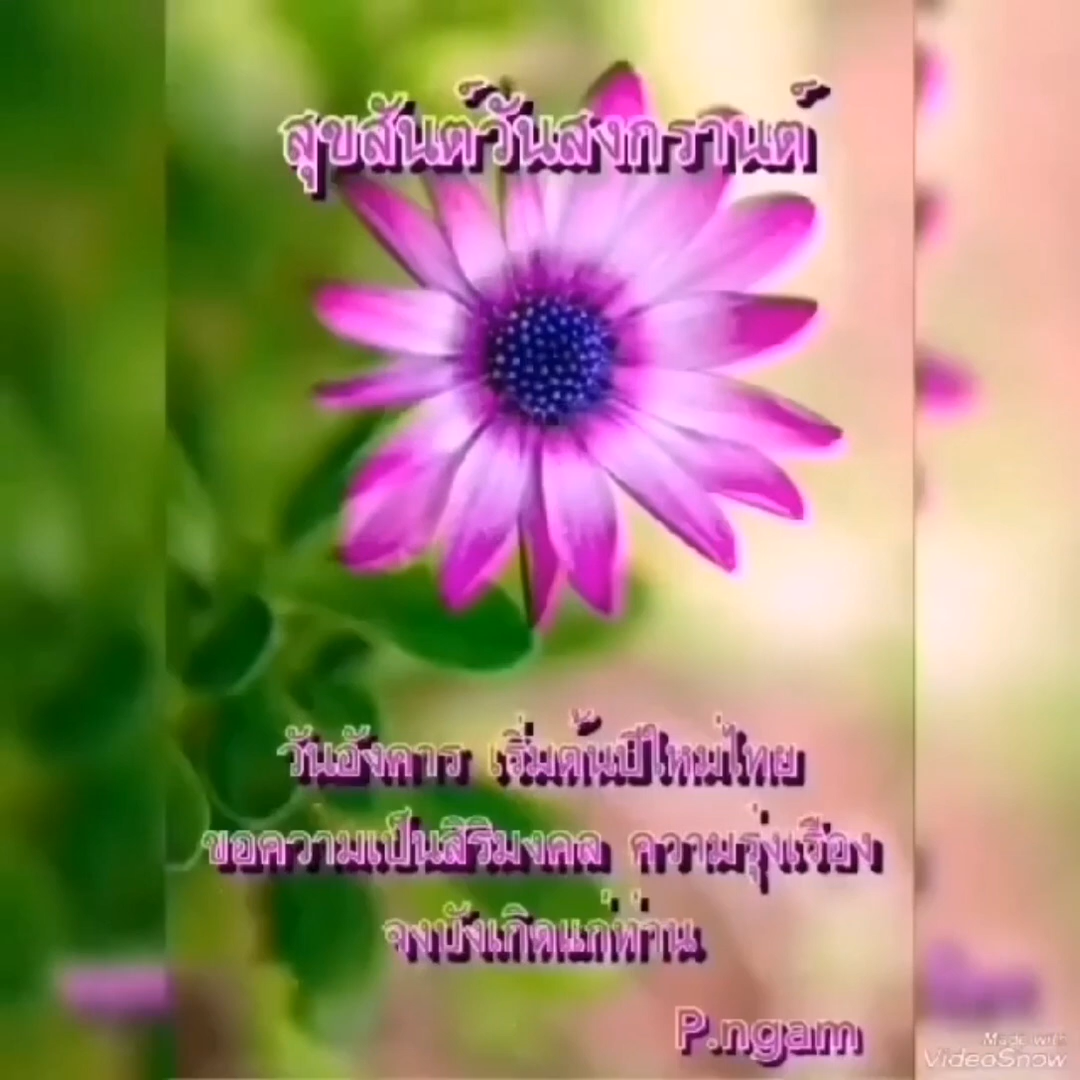 สุขสันต์วันสงกรานต์
วันอังคาร เริ่มต้นปีใหม่ไทย
ขอความเป็นสิริมงคล ความรุ่งเรือง
จงบังเกิดแก่ท่าน
P.ngam
Made with
VideoShow